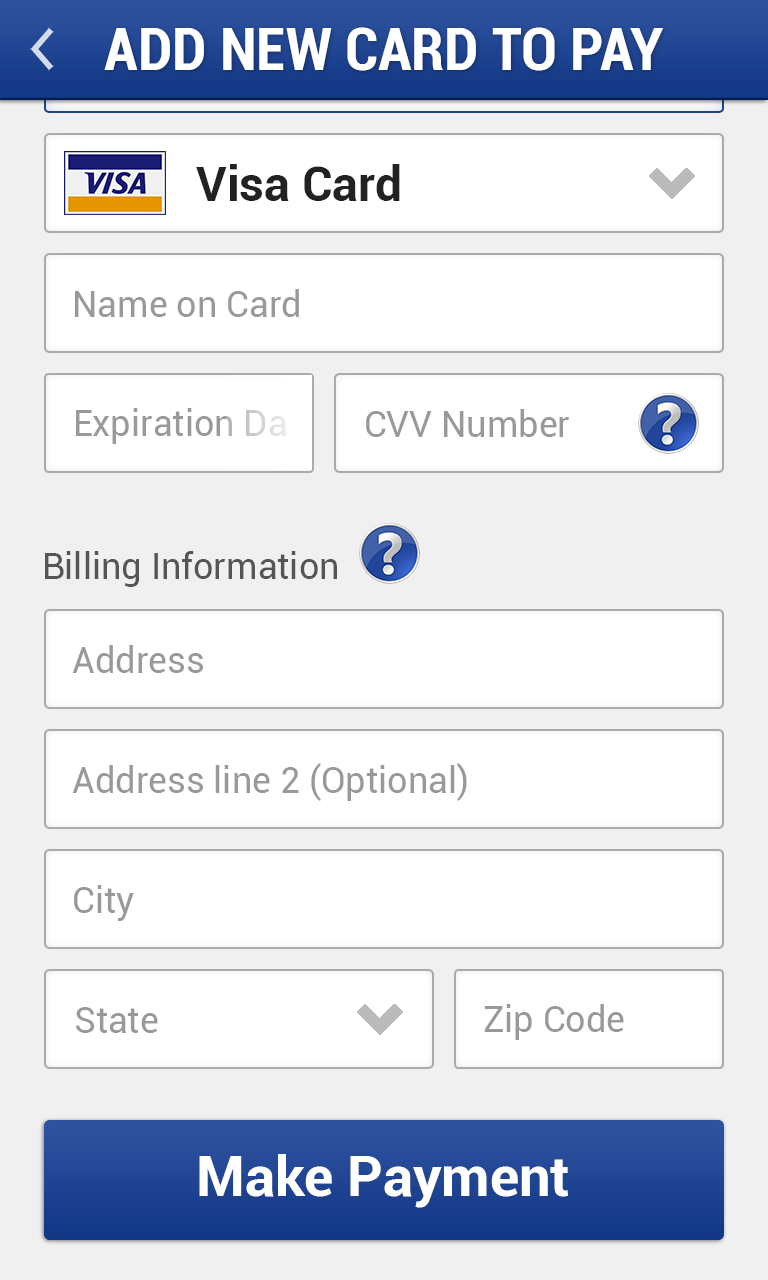 ADD NEW CARD TO PAY
VISA Visa Card
Name on Card
Expiration Da
CVV Number ?
Billing Information ?
Address
Address line 2 (Optional)
City
State
Zip Code
Make Payment